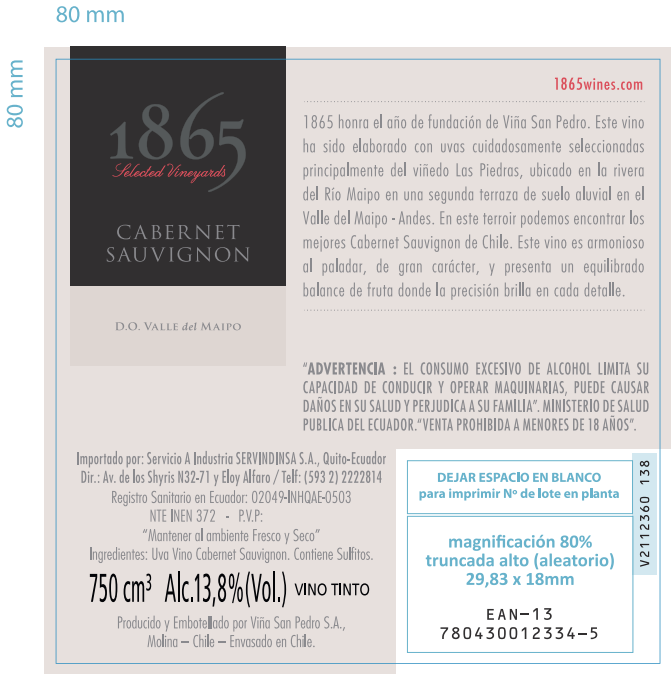 80 mm
80 mm
1865
Selected Vineyards
CABERNET
SAUVIGNON
D.O. VALLE del MAIPO
1865wines.com
1865 honra el año de fundación de Viña San Pedro. Este vino
ha sido elaborado con uvas cuidadosamente seleccionadas
principalmente del viñedo Las Piedras, ubicado en la rivera
del Río Maipo en una segunda terraza de suelo aluvial en el
Valle del Maipo - Andes. En este terroir podemos encontrar los
mejores Cabernet Sauvignon de Chile. Este vino es armonioso
al paladar, de gran carácter, y presenta un equilibrado
balance de fruta donde la precisión brilla en cada detalle.
"ADVERTENCIA : EL CONSUMO EXCESIVO DE ALCOHOL LIMITA SU
CAPACIDAD DE CONDUCIR Y OPERAR MAQUINARIAS, PUEDE CAUSAR
DAÑOS EN SU SALUD Y PERJUDICA A SU FAMILIA". MINISTERIO DE SALUD
PUBLICA DEL ECUADOR."VENTA PROHIBIDA A MENORES DE 18 AÑOS".
Importado por: Servicio A Industria SERVINDINSA S.A., Quito-Ecuador
Dir.: Av. de los Shyris N32-71 y Eloy Alfaro / Telf: (593 2) 2222814
Registro Sanitario en Ecuador: 02049-INHQAE-0503
NTE INEN 372 - P.V.P:
"Mantener al ambiente Fresco y Seco"
Ingredientes: Uva Vino Cabernet Sauvignon. Contiene Sulfitos.
750 cm³ Alc.13,8%(Vol.) VINO TINTO
Producido y Embotellado por Viña San Pedro S.A.,
Molina – Chile – Envasado en Chile.
DEJAR ESPACIO EN BLANCO
para imprimir Nº de lote en planta
magnificación 80%
truncada alto (aleatorio)
29,83 x 18mm
EAN-13
780430012334-5
V2112360 138